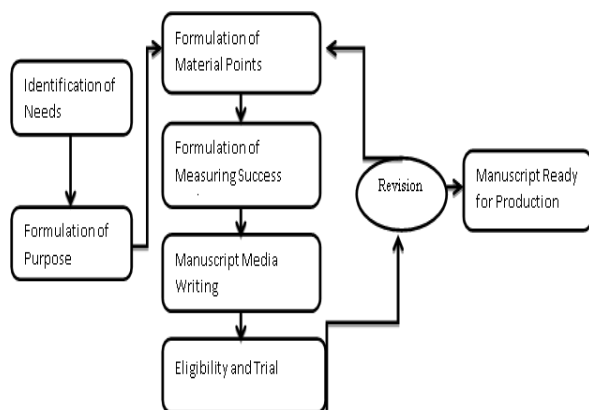 Identification of
Needs
Formulation of
Purpose
Formulation of
Material Points
Formulation of
Measuring Success
Manuscript Media
Writing
Eligibility and Trial
Revision
Manuscript Ready
for Production